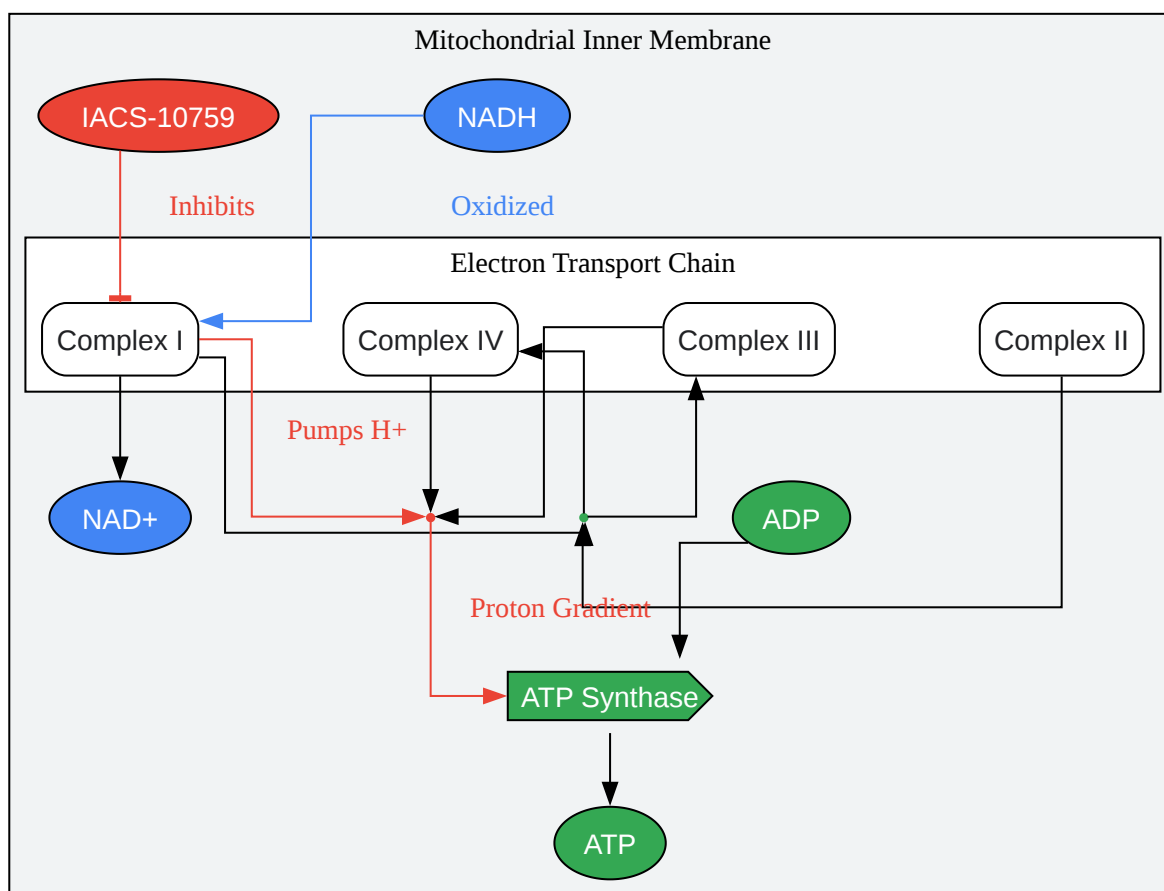 Mitochondrial Inner Membrane
IACS-10759
NADH
Inhibits
Oxidized
Electron Transport Chain
Complex I
Complex IV
Complex III
Complex II
Pumps H+
NAD+
ADP
Proton Gradient
ATP Synthase
ATP